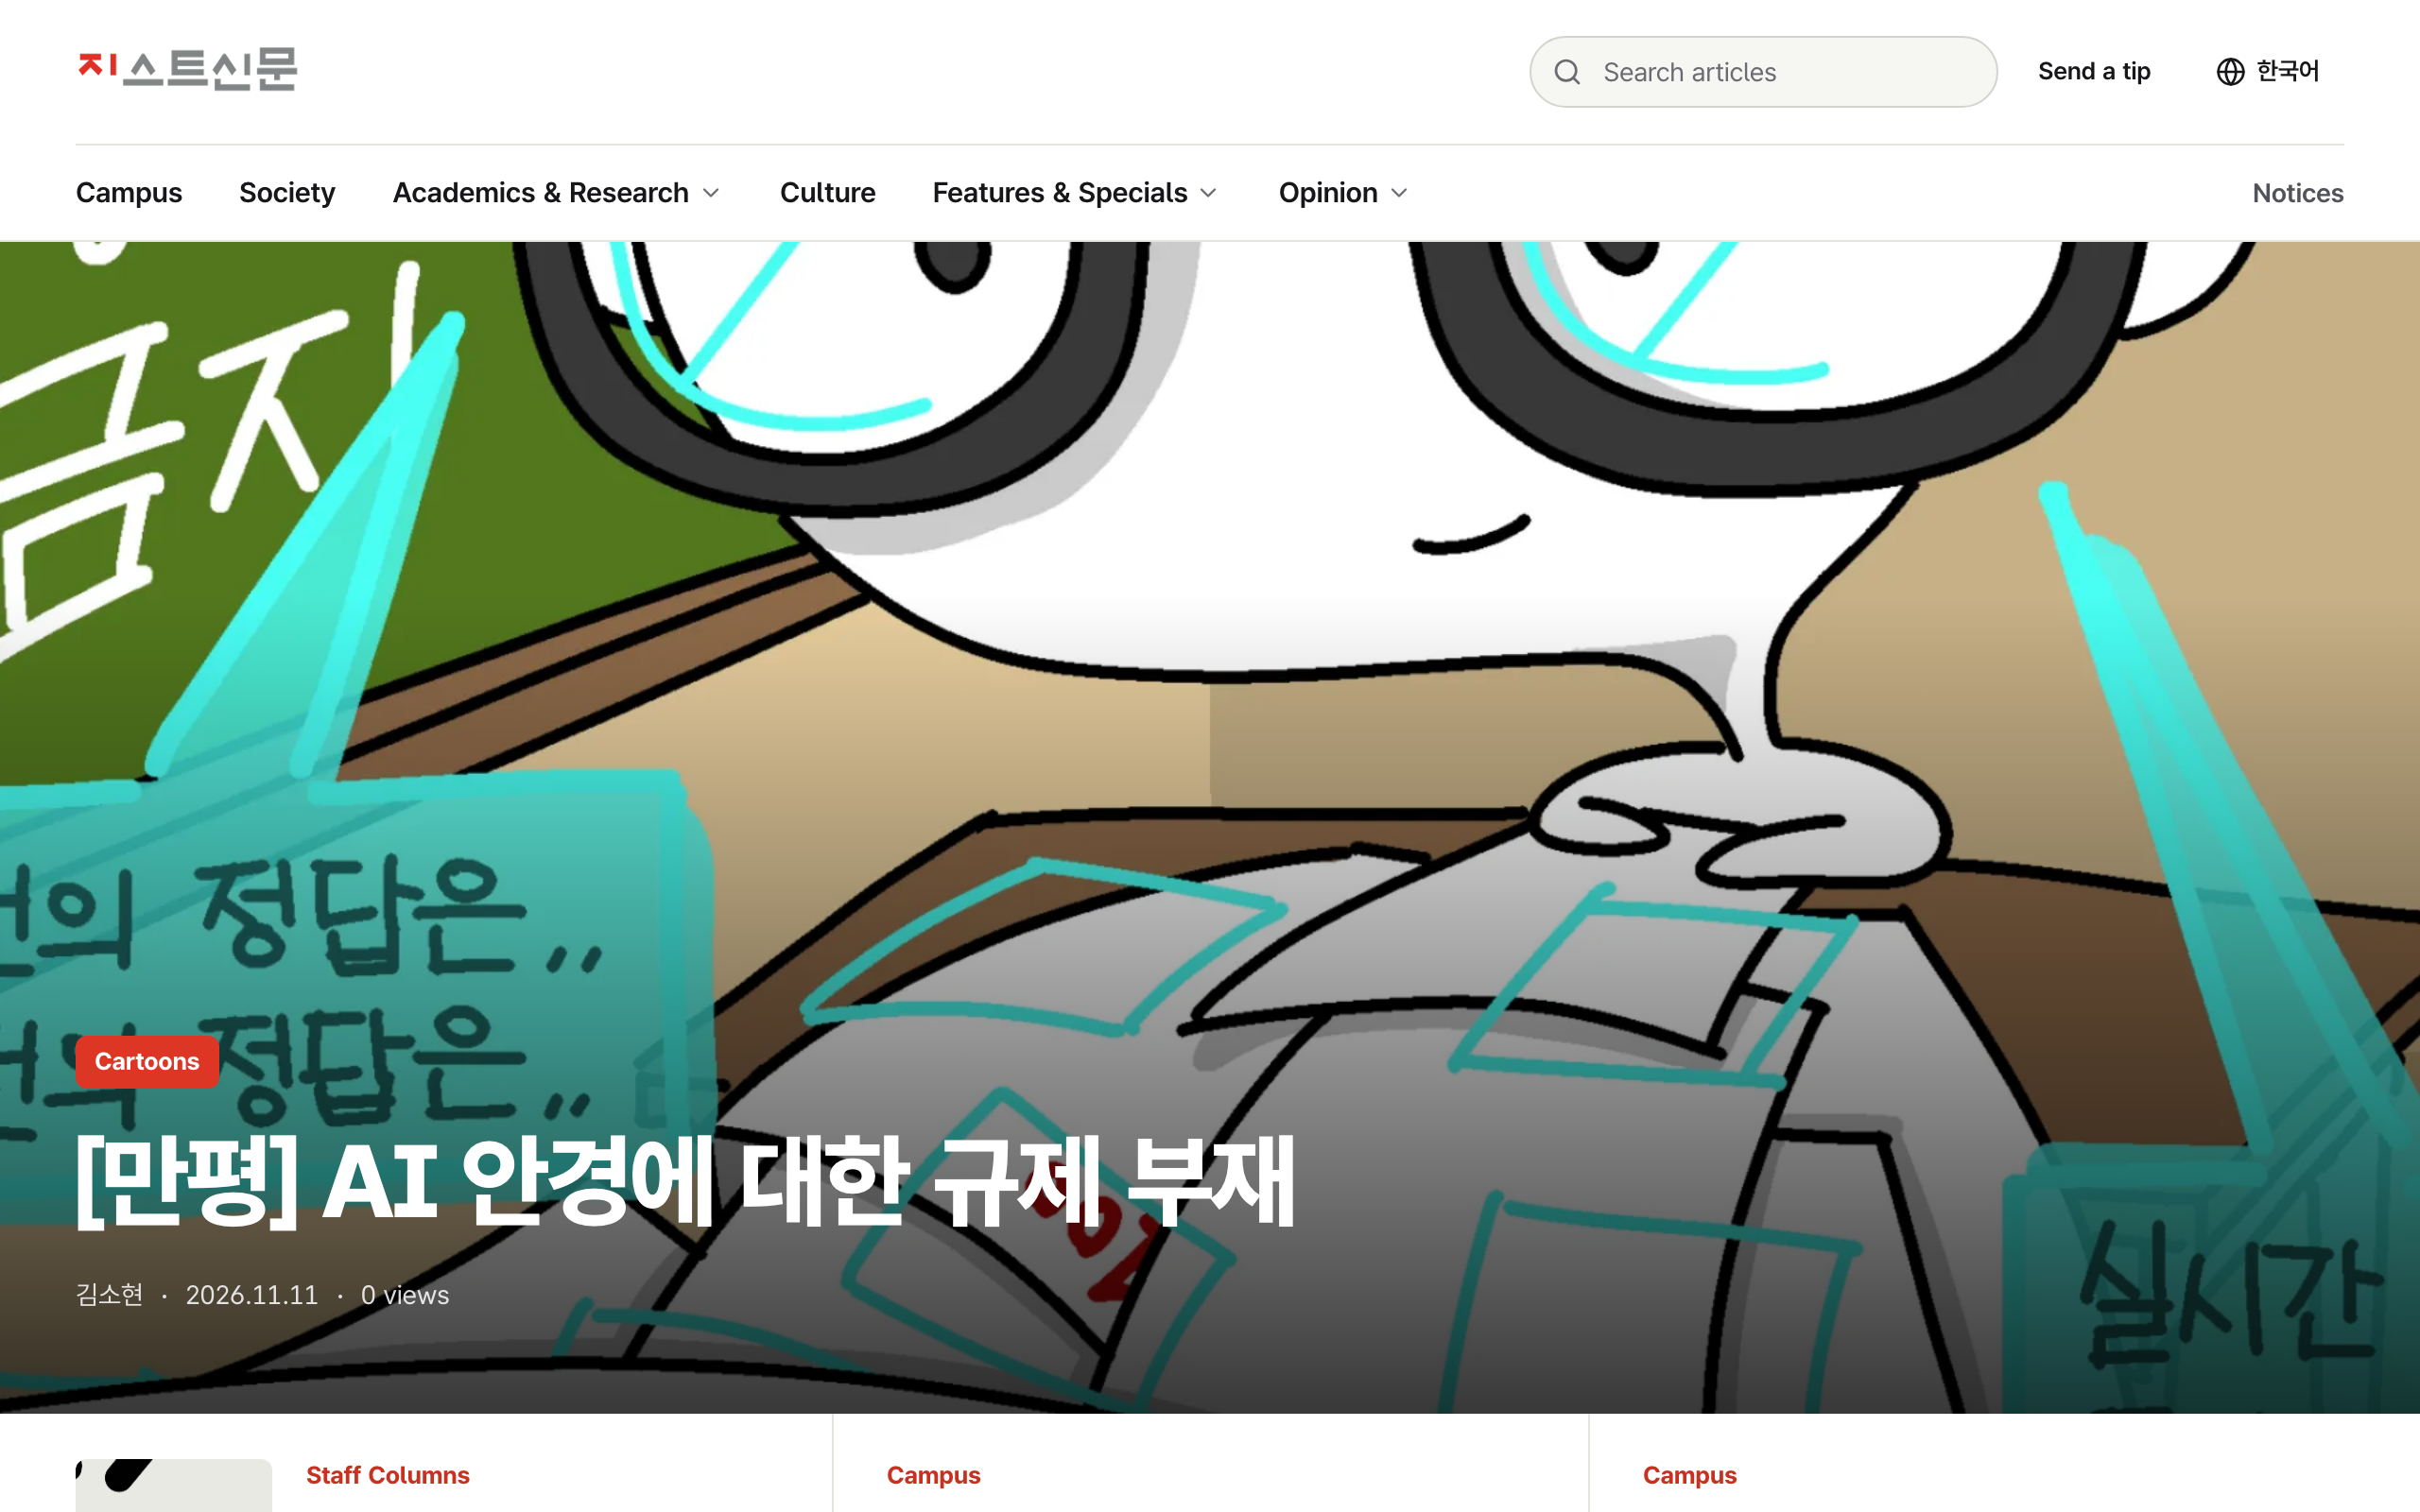 지스트신문
Search articles
Send a tip
한국어
Campus
Society
Academics & Research
Culture
Features & Specials
Opinion
Notices
금지
의 정답은,,
정답은,,
실시간
Cartoons
[만평] AI 안경에 대한 규제 부재
김소현 · 2026.11.11 · 0 views
Staff Columns
Campus
Campus